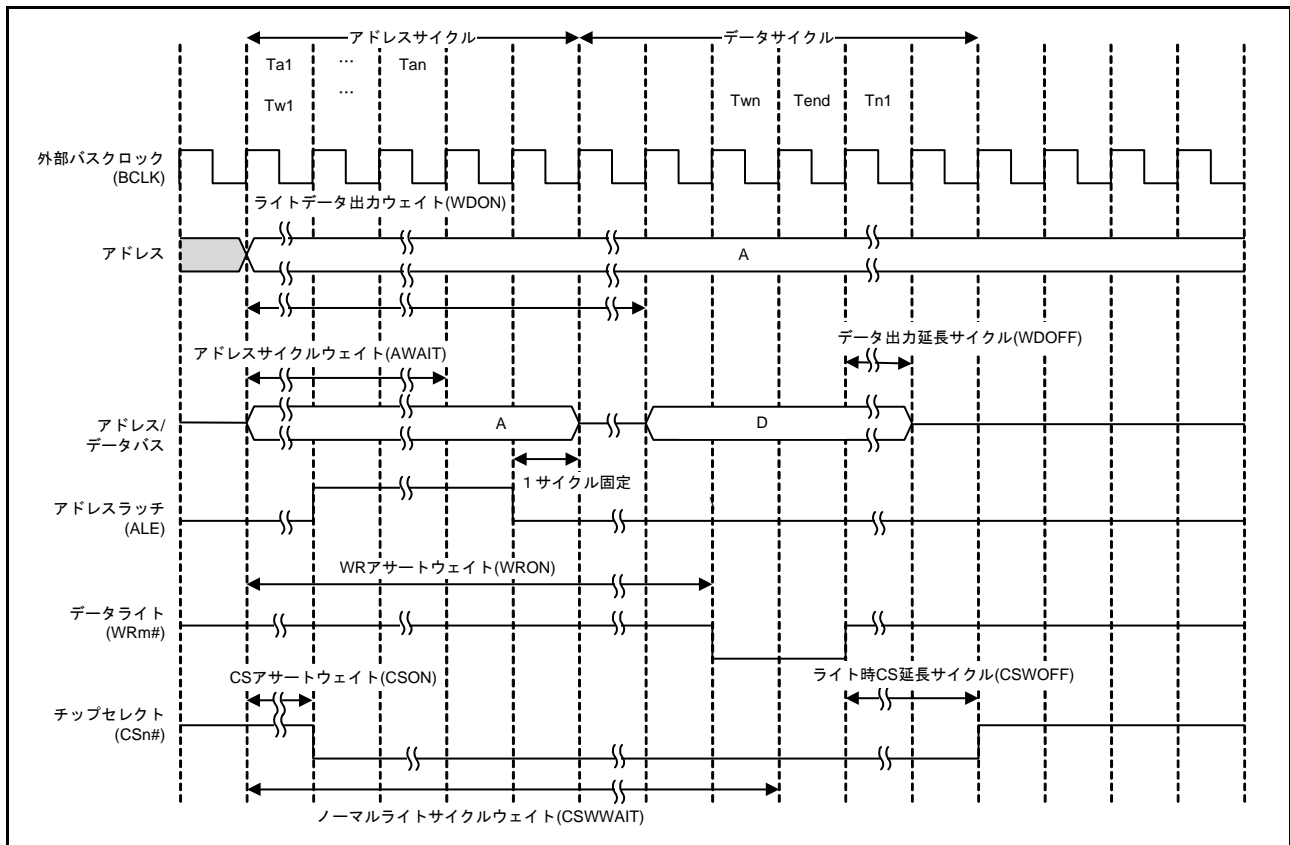 アドレスサイクル データサイクル
Ta1 … Tan
Tw1 … Twn Tend Tn1
外部バスクロック
(BCLK)
ライトデータ出力ウェイト(WDON)
アドレス
A
データ出力延長サイクル(WDOFF)
アドレスサイクルウェイト(AWAIT)
アドレス/
データバス
A D
1サイクル固定
アドレスラッチ
(ALE)
WRアサートウェイト(WRON)
データライト
(WRm#)
CSアサートウェイト(CSON) ライト時CS延長サイクル(CSWOFF)
チップセレクト
(CSn#)
ノーマルライトサイクルウェイト(CSWWAIT)